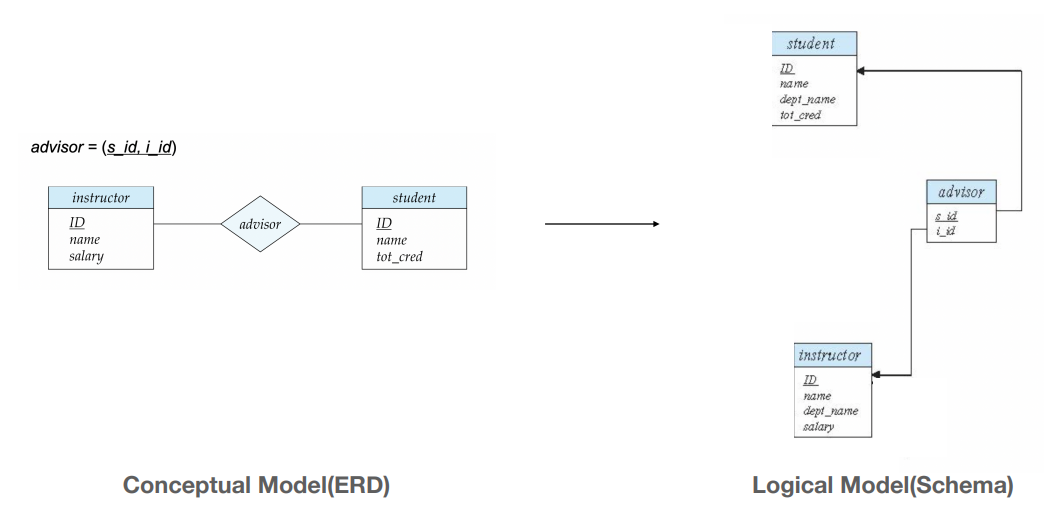 advisor = (s_id, i_id)
instructor
ID
name
salary
advisor
student
ID
name
tot_cred
student
ID
name
dept_name
tot_cred
advisor
s_id
i_id
instructor
ID
name
dept_name
salary
Conceptual Model(ERD)
Logical Model(Schema)